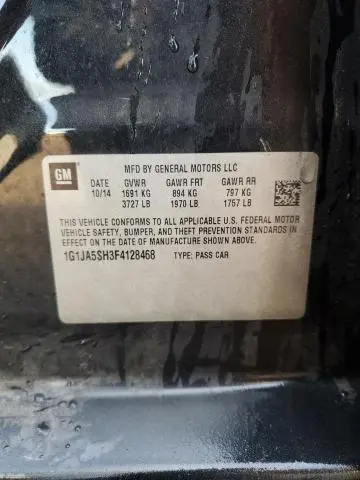 GM
MFD BY GENERAL MOTORS LLC
DATE GVWR GAWR FRT GAWR RR
10/14 1691 KG 894 KG 797 KG
3727 LB 1970 LB 1757 LB
THIS VEHICLE CONFORMS TO ALL APPLICABLE U.S. FEDERAL MOTOR
VEHICLE SAFETY, BUMPER, AND THEFT PREVENTION STANDARDS IN
EFFECT ON THE DATE OF MANUFACTURE SHOWN ABOVE.
1G1JA5SH3F4128468 TYPE: PASS CAR